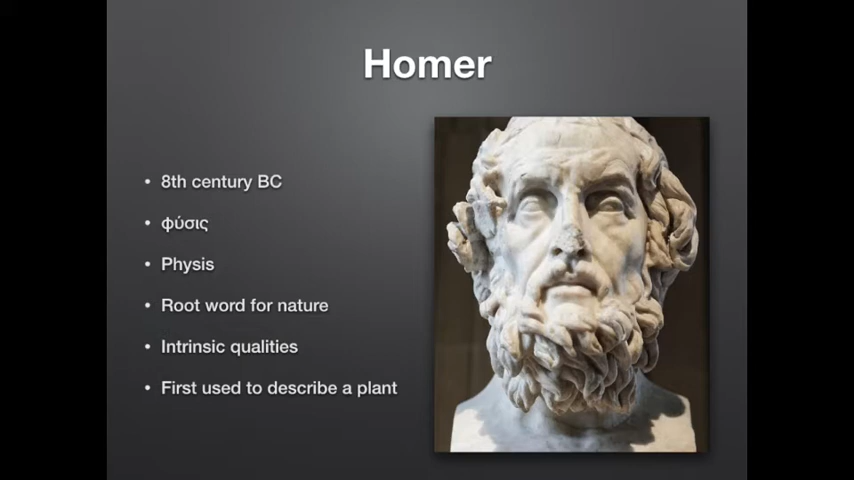 Homer
• 8th century BC
• φύσις
• Physis
• Root word for nature
• Intrinsic qualities
• First used to describe a plant